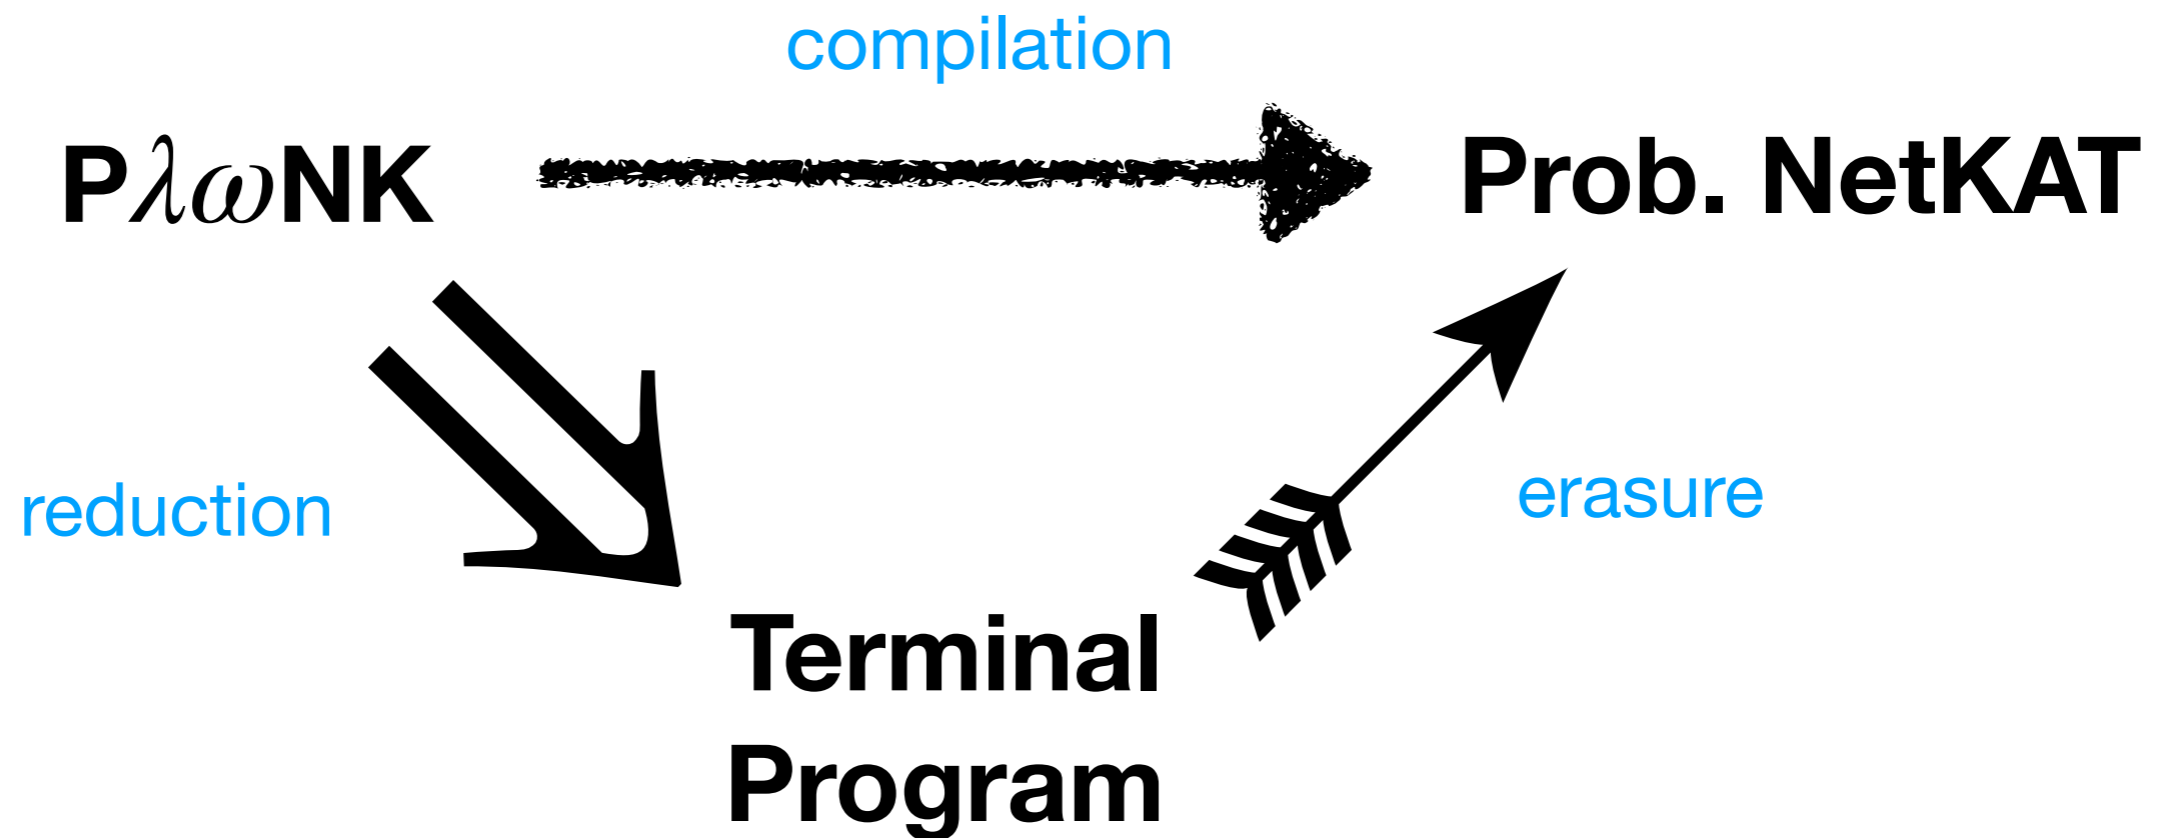 compilation
PλωNK
Prob. NetKAT
reduction
erasure
Terminal
Program